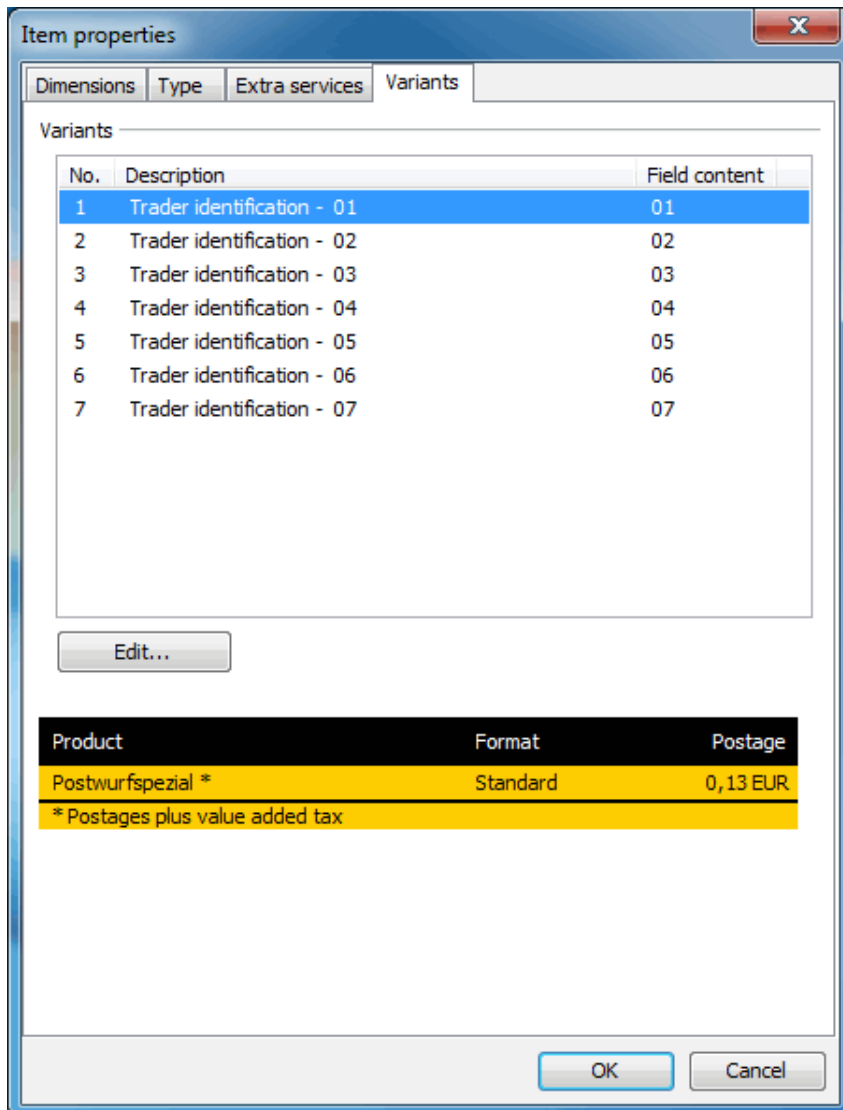 Item properties
Dimensions Type Extra services Variants
Variants
No. Description Field content
1 Trader identification - 01 01
2 Trader identification - 02 02
3 Trader identification - 03 03
4 Trader identification - 04 04
5 Trader identification - 05 05
6 Trader identification - 06 06
7 Trader identification - 07 07
Edit...
Product Format Postage
Postwurfspezial * Standard 0,13 EUR
* Postages plus value added tax
OK Cancel